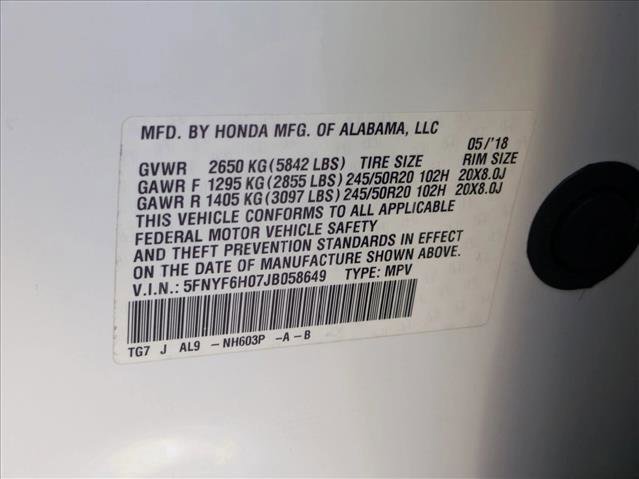 MFD. BY HONDA MFG. OF ALABAMA, LLC
05/'18
GVWR 2650 KG(5842 LBS) TIRE SIZE RIM SIZE
GAWR F 1295 KG(2855 LBS)245/50R20 102H 20X8.0J
GAWR R 1405 KG(3097 LBS)245/50R20 102H 20X8.0J
THIS VEHICLE CONFORMS TO ALL APPLICABLE
FEDERAL MOTOR VEHICLE SAFETY
AND THEFT PREVENTION STANDARDS IN EFFECT
ON THE DATE OF MANUFACTURE SHOWN ABOVE.
V.I.N.: 5FNYF6H07JB058649 TYPE: MPV
TG7 J AL9 -NH603P -A-B